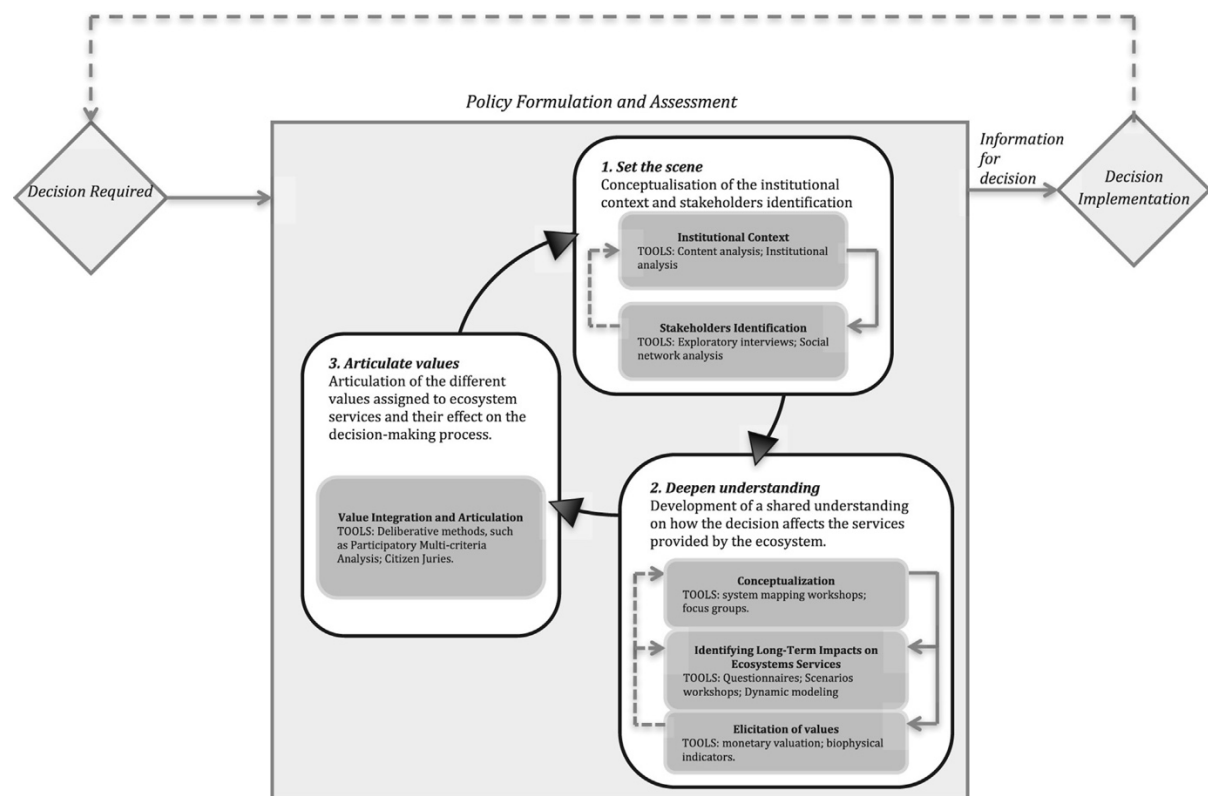 Policy Formulation and Assessment
Decision Required
Information
for
decision
Decision
Implementation
1. Set the scene
Conceptualisation of the institutional
context and stakeholders identification
Institutional Context
TOOLS: Content analysis; Institutional
analysis
Stakeholders Identification
TOOLS: Exploratory interviews; Social
network analysis
2. Deepen understanding
Development of a shared understanding
on how the decision affects the services
provided by the ecosystem.
Conceptualization
TOOLS: system mapping workshops;
focus groups.
Identifying Long-Term Impacts on
Ecosystems Services
TOOLS: Questionnaires; Scenarios
workshops; Dynamic modeling
Elicitation of values
TOOLS: monetary valuation; biophysical
indicators.
3. Articulate values
Articulation of the different
values assigned to ecosystem
services and their effect on the
decision-making process.
Value Integration and Articulation
TOOLS: Deliberative methods, such
as Participatory Multi-criteria
Analysis; Citizen Juries.